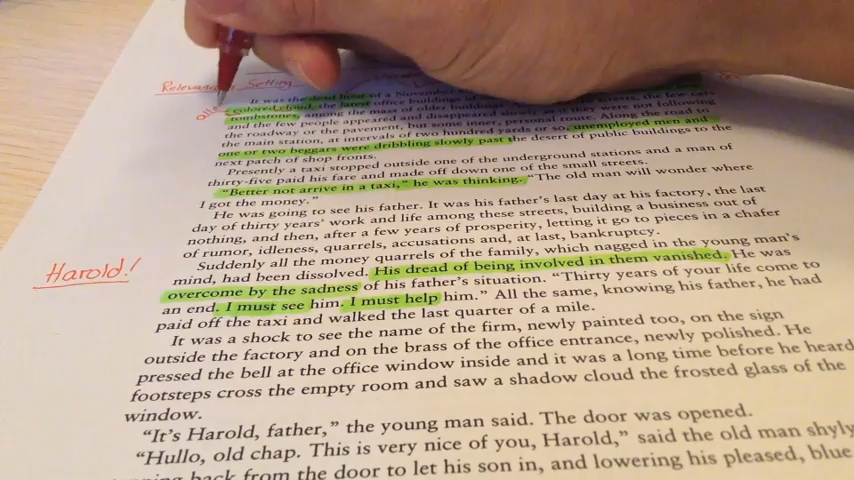 Relevance Setting
It was the dead hour of a November
colored cloud, the latest office buildings of
tombstones, among the mass of older buildings.
and the few people appeared and disappeared slowly as if they were not following
the roadway or the pavement, but some inner, personal route. Along the road to
the main station, at intervals of two hundred yards or so, unemployed men and
one or two beggars were dribbling slowly past the desert of public buildings to the
next patch of shop fronts.
Presently a taxi stopped outside one of the underground stations and a man of
thirty-five paid his fare and made off down one of the small streets.
"Better not arrive in a taxi," he was thinking. "The old man will wonder where
I got the money."
He was going to see his father. It was his father's last day at his factory, the last
day of thirty years' work and life among these streets, building a business out of
nothing, and then, after a few years of prosperity, letting it go to pieces in a chafer
of rumor, idleness, quarrels, accusations and, at last, bankruptcy.
Suddenly all the money quarrels of the family, which nagged in the young man's
mind, had been dissolved. His dread of being involved in them vanished. He was
Harold!
overcome by the sadness of his father's situation. "Thirty years of your life come to
an end. I must see him. I must help him." All the same, knowing his father, he had
paid off the taxi and walked the last quarter of a mile.
It was a shock to see the name of the firm, newly painted too, on the sign
outside the factory and on the brass of the office entrance, newly polished. He
pressed the bell at the office window inside and it was a long time before he heard
footsteps cross the empty room and saw a shadow cloud the frosted glass of the
window.
"It's Harold, father," the young man said. The door was opened.
"Hullo, old chap. This is very nice of you, Harold," said the old man shyly
back from the door to let his son in, and lowering his pleased, blue